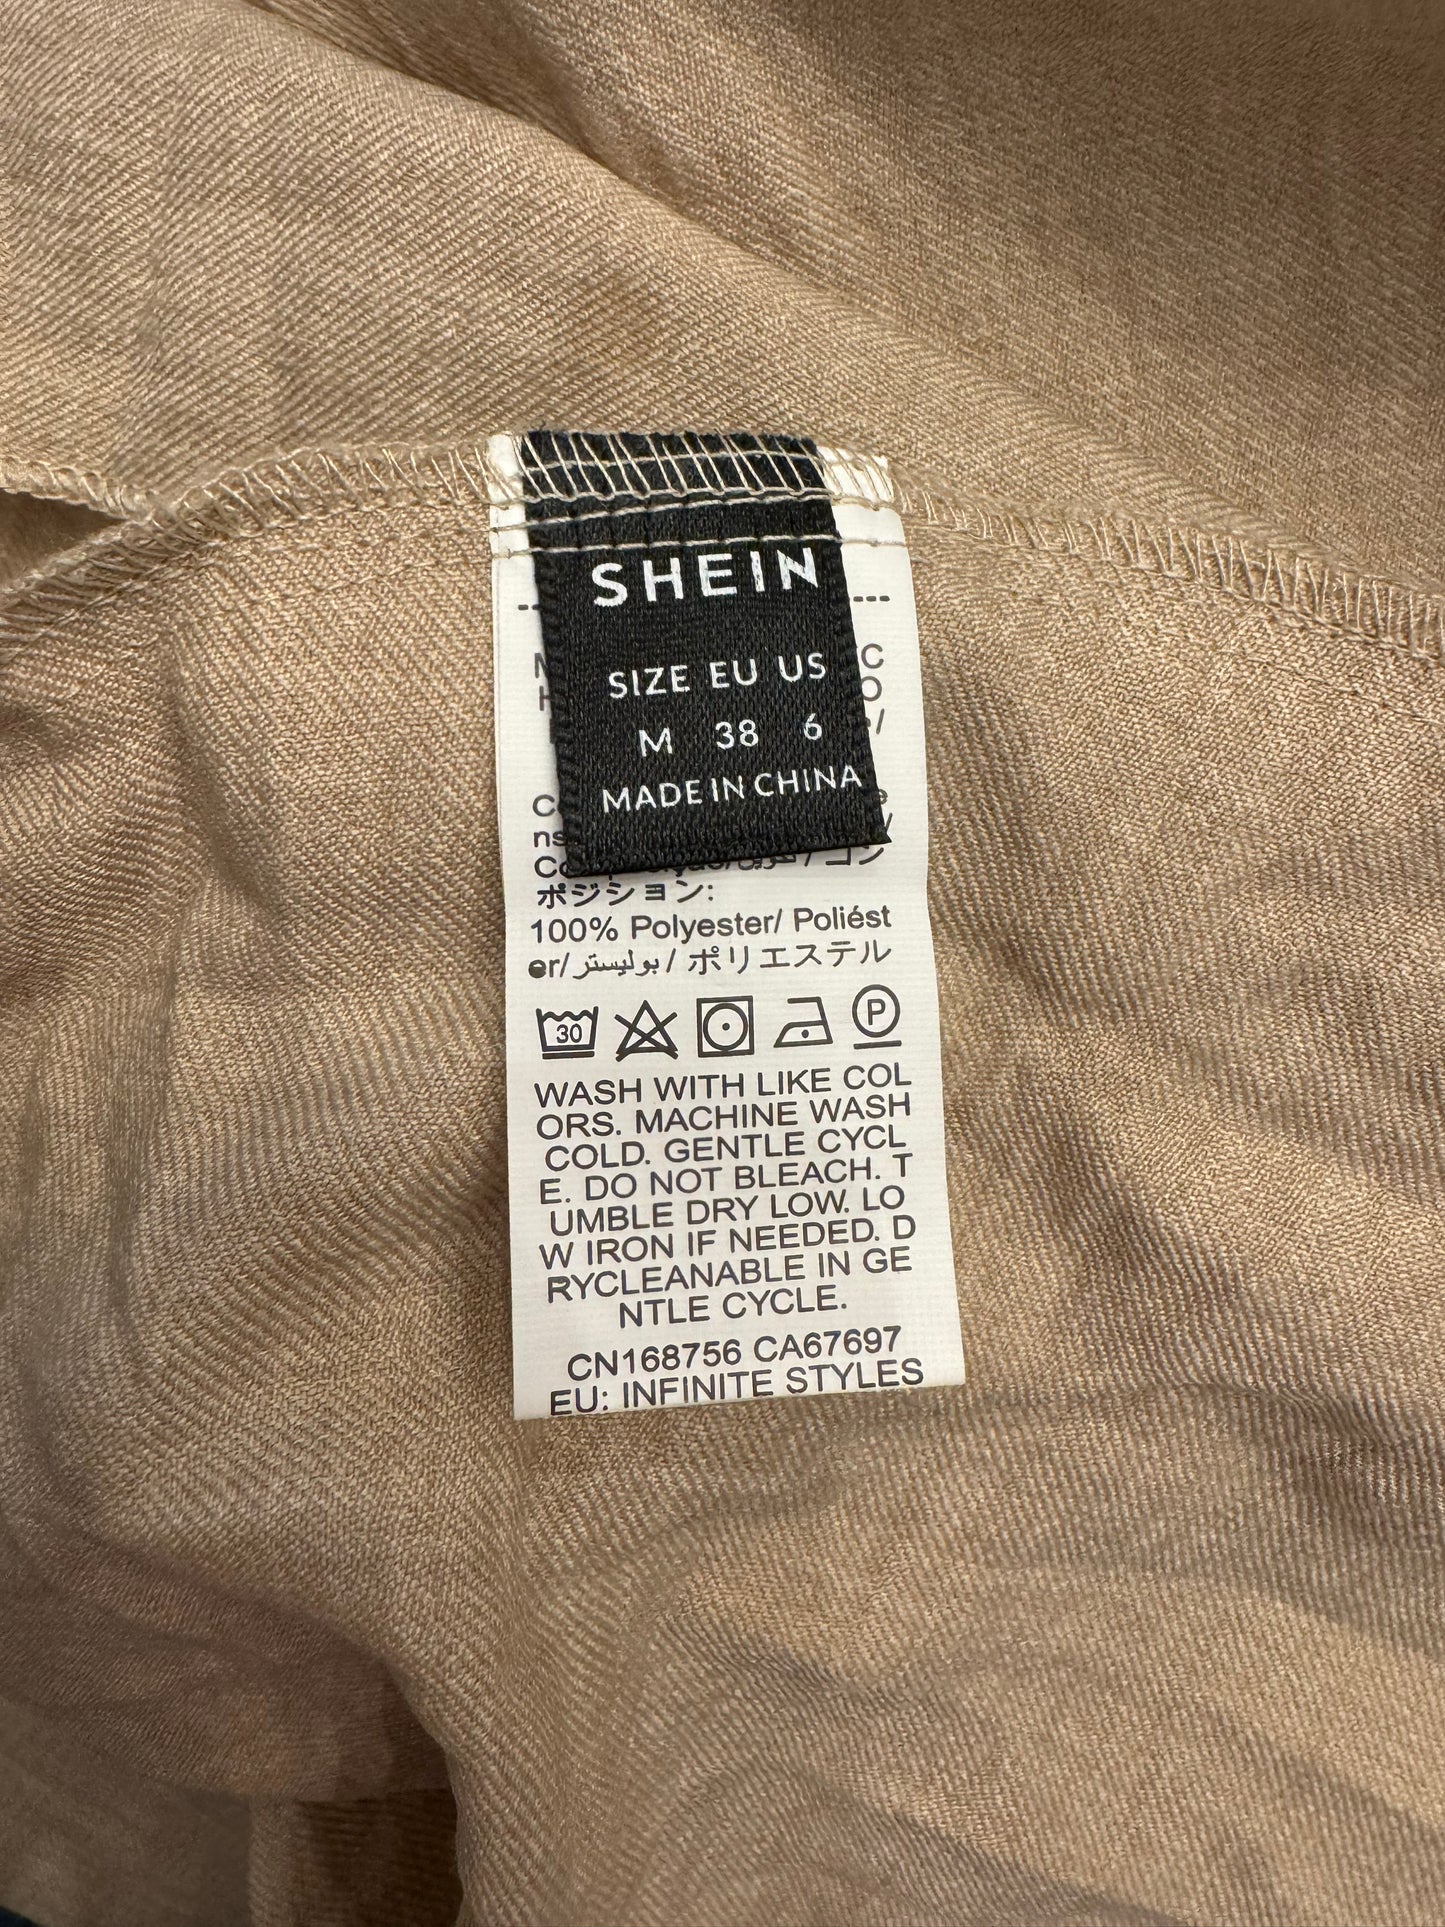 SHEIN
SIZE EU US
M 38 6
MADE IN CHINA
ポジション:
100% Polyester/ Poliést
er/بوليستر/ ポリエステル
30 P
WASH WITH LIKE COL
ORS. MACHINE WASH
COLD. GENTLE CYCL
E. DO NOT BLEACH. T
UMBLE DRY LOW. LO
W IRON IF NEEDED. D
RYCLEANABLE IN GE
NTLE CYCLE.
CN168756 CA67697
EU: INFINITE STYLES